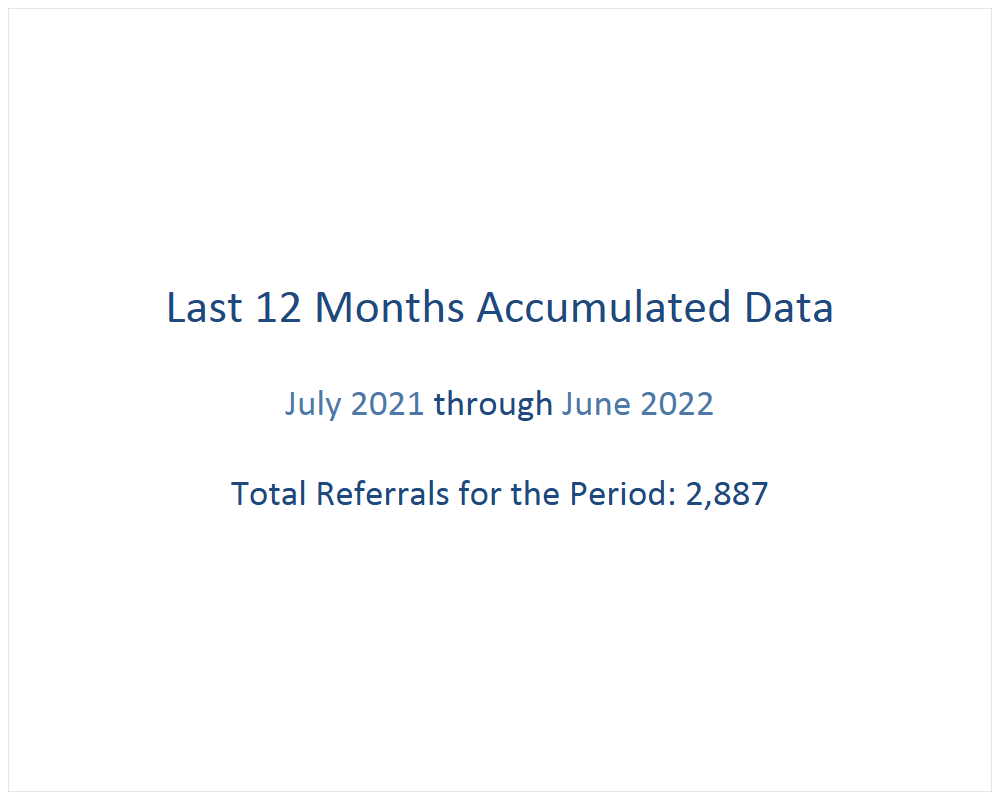 Last 12 Months Accumulated Data
July 2021 through June 2022
Total Referrals for the Period: 2,887